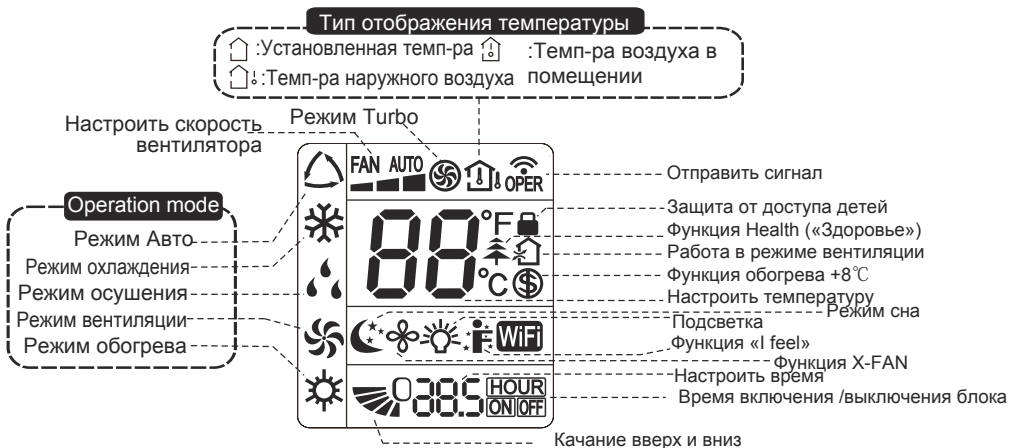 Тип отображения температуры
:Установленная темп-ра :Темп-ра воздуха в помещении
:Темп-ра наружного воздуха
Режим Turbo
Настроить скорость
вентилятора
FAN AUTO
OPER
Отправить сигнал
Operation mode
Режим Авто
Режим охлаждения
Режим осушения
Режим вентиляции
Режим обогрева
88
°F
°C
Защита от доступа детей
Функция Health («Здоровье»)
Работа в режиме вентиляции
Функция обогрева +8℃
Настроить температуру
Режим сна
Подсветка
Функция «I feel»
WiFi
Функция X-FAN
Настроить время
038.5
HOUR
ON OFF
Время включения /выключения блока
Качание вверх и вниз